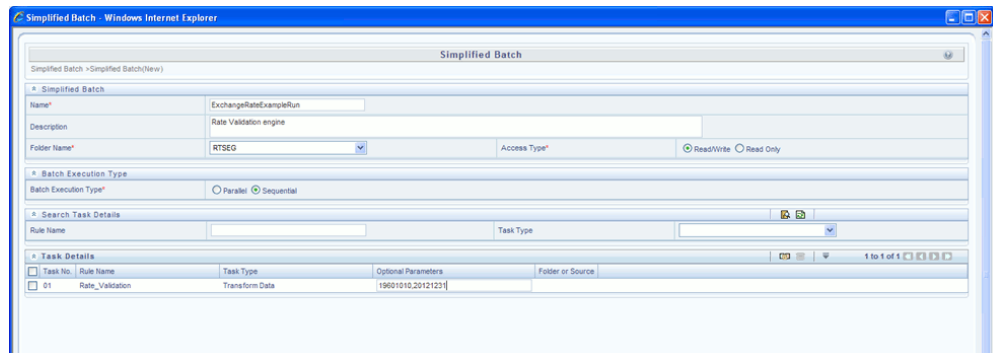 Simplified Batch - Windows Internet Explorer
Simplified Batch
Simplified Batch >Simplified Batch(New)
Simplified Batch
Name* ExchangeRateExampleRun
Description Rate Validation engine
Folder Name* RTSEG Access Type* Read/Write Read Only
Batch Execution Type
Batch Execution Type* Parallel Sequential
Search Task Details
Rule Name Task Type
Task Details 1 to 1 of 1
Task No. Rule Name Task Type Optional Parameters Folder or Source
01 Rate_Validation Transform Data 19601010,20121231